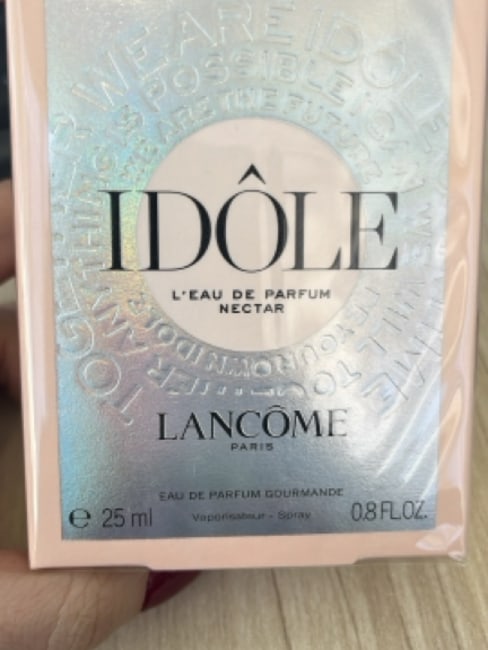 WE ARE IDÔLE
POSSIBLE
WE ARE THE FUTURE
IDÔLE
L'EAU DE PARFUM
NECTAR
LANCÔME
PARIS
EAU DE PARFUM GOURMANDE
e 25 ml
Vaporisateur - Spray
0.8 FL.OZ.